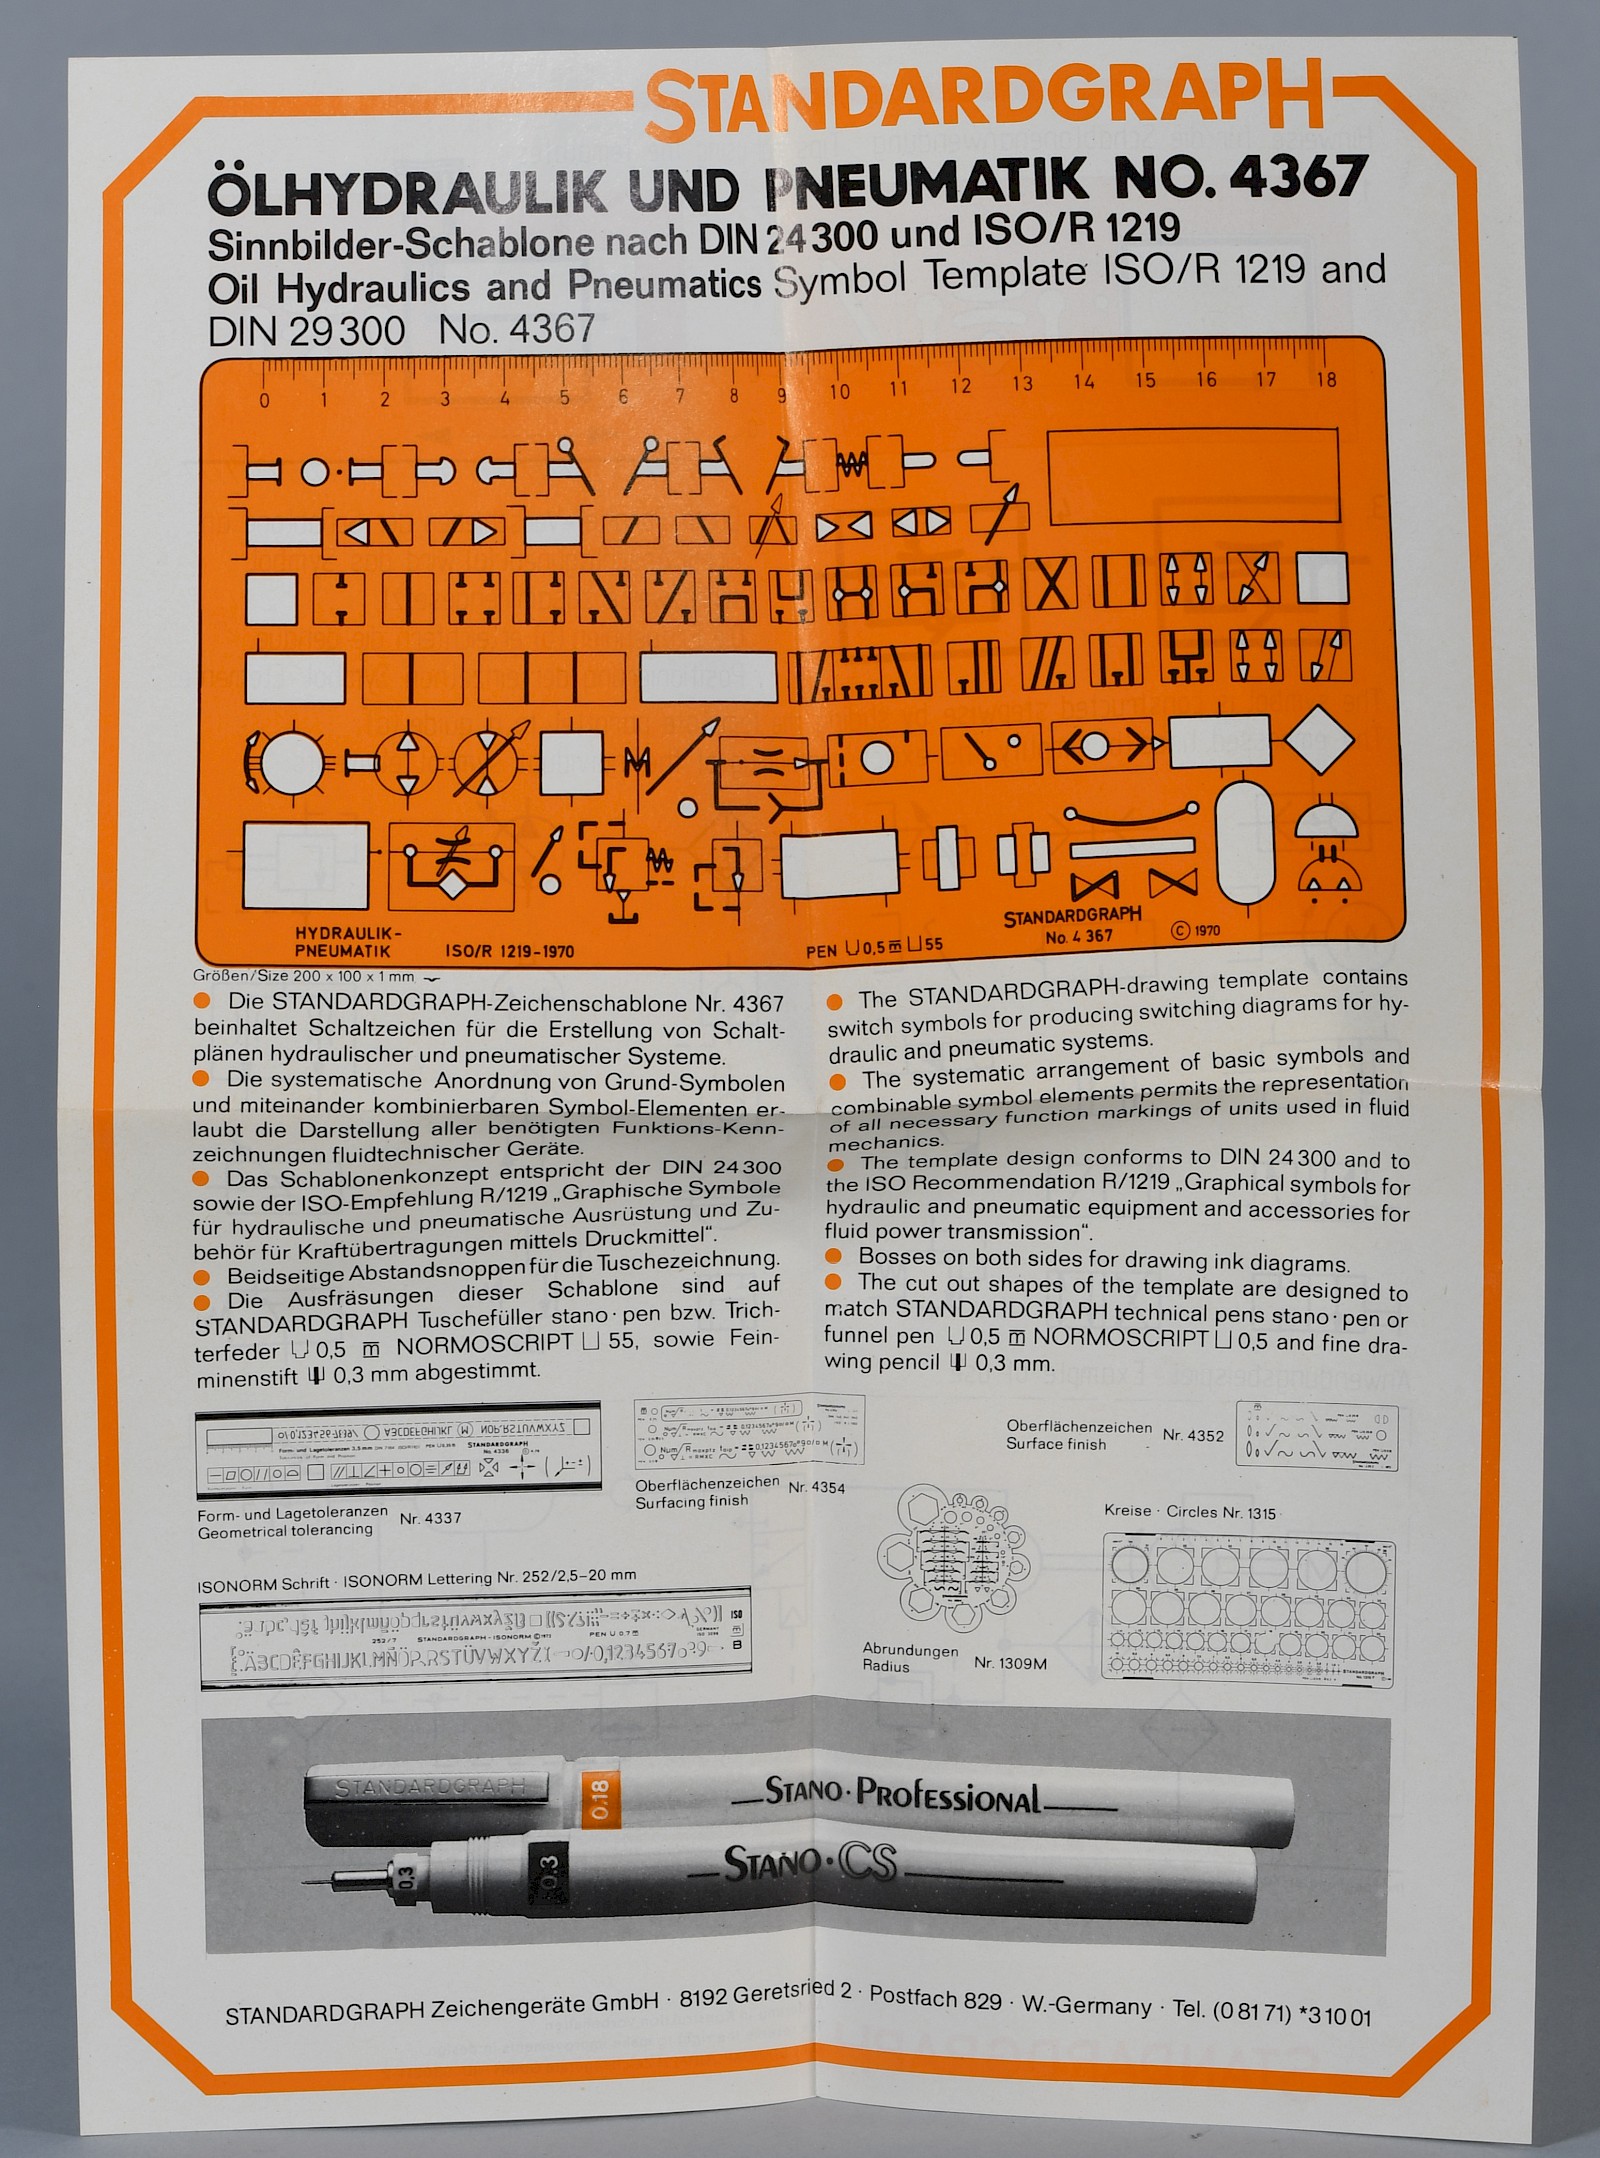 STANDARDGRAPH
ÖLHYDRAULIK UND PNEUMATIK NO. 4367
Sinnbilder-Schablone nach DIN 24300 und ISO/R 1219
Oil Hydraulics and Pneumatics Symbol Template ISO/R 1219 and
DIN 29300 No. 4367
0 1 2 3 4 5 6 7 8 9 10 11 12 13 14 15 16 17 18
HYDRAULIK-
PNEUMATIK
ISO/R 1219-1970
PEN 0,5 55
STANDARDGRAPH
No. 4 367
© 1970
Größen/Size 200 x 100 x 1 mm
Die STANDARDGRAPH-Zeichenschablone Nr. 4367
beinhaltet Schaltzeichen für die Erstellung von Schalt-
plänen hydraulischer und pneumatischer Systeme.
Die systematische Anordnung von Grund-Symbolen
und miteinander kombinierbaren Symbol-Elementen er-
laubt die Darstellung aller benötigten Funktions-Kenn-
zeichnungen fluidtechnischer Geräte.
Das Schablonenkonzept entspricht der DIN 24300
sowie der ISO-Empfehlung R/1219 „Graphische Symbole
für hydraulische und pneumatische Ausrüstung und Zu-
behör für Kraftübertragungen mittels Druckmittel“.
Beidseitige Abstandsnoppen für die Tuschezeichnung.
Die Ausfräsungen dieser Schablone sind auf
STANDARDGRAPH Tuschefüller stano·pen bzw. Trich-
terfeder 0,5 m NORMOSCRIPT 55, sowie Fein-
minenstift 0,3 mm abgestimmt.
The STANDARDGRAPH-drawing template contains
switch symbols for producing switching diagrams for hy-
draulic and pneumatic systems.
The systematic arrangement of basic symbols and
combinable symbol elements permits the representation
of all necessary function markings of units used in fluid
mechanics.
The template design conforms to DIN 24300 and to
the ISO Recommendation R/1219 „Graphical symbols for
hydraulic and pneumatic equipment and accessories for
fluid power transmission“.
Bosses on both sides for drawing ink diagrams.
The cut out shapes of the template are designed to
match STANDARDGRAPH technical pens stano·pen or
funnel pen 0,5 m NORMOSCRIPT 0,5 and fine dra-
wing pencil 0,3 mm.
Form- und Lagetoleranzen
Geometrical tolerancing
Nr. 4337
Oberflächenzeichen
Surfacing finish
Nr. 4354
Oberflächenzeichen
Surface finish
Nr. 4352
Kreise · Circles Nr. 1315
ISONORM Schrift · ISONORM Lettering Nr. 252/2,5–20 mm
252/7 STANDARDGRAPH-ISONORM
PEN 0.7
ISO
B
Abrundungen
Radius
Nr. 1309M
STANDARDGRAPH
0.18
STANO·PROFESSIONAL
0.3
0.3
STANO·CS
STANDARDGRAPH Zeichengeräte GmbH · 8192 Geretsried 2 · Postfach 829 · W.-Germany · Tel. (0 81 71) *3 10 01